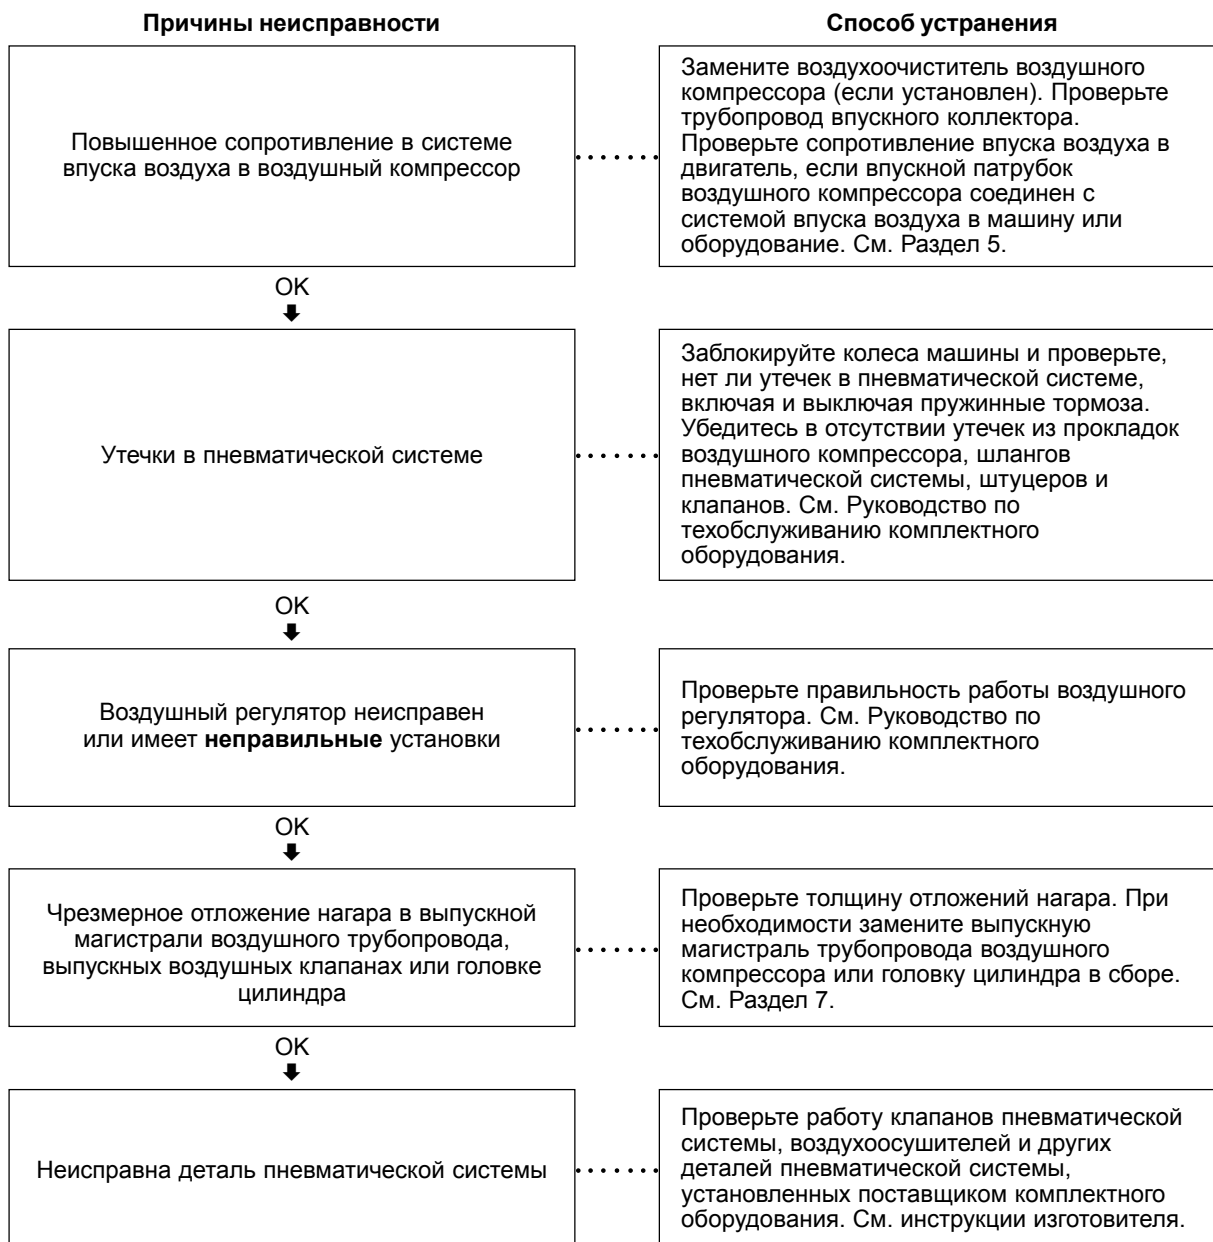 Причины неисправности
Способ устранения
Повышенное сопротивление в системе
впуска воздуха в воздушный компрессор
Замените воздухоочиститель воздушного
компрессора (если установлен). Проверьте
трубопровод впускного коллектора.
Проверьте сопротивление впуска воздуха в
двигатель, если впускной патрубок
воздушного компрессора соединен с
системой впуска воздуха в машину или
оборудование. См. Раздел 5.
OK
Утечки в пневматической системе
Заблокируйте колеса машины и проверьте,
нет ли утечек в пневматической системе,
включая и выключая пружинные тормоза.
Убедитесь в отсутствии утечек из прокладок
воздушного компрессора, шлангов
пневматической системы, штуцеров и
клапанов. См. Руководство по
техобслуживанию комплектного
оборудования.
OK
Воздушный регулятор неисправен
или имеет неправильные установки
Проверьте правильность работы воздушного
регулятора. См. Руководство по
техобслуживанию комплектного
оборудования.
OK
Чрезмерное отложение нагара в выпускной
магистрали воздушного трубопровода,
выпускных воздушных клапанах или головке
цилиндра
Проверьте толщину отложений нагара. При
необходимости замените выпускную
магистраль трубопровода воздушного
компрессора или головку цилиндра в сборе.
См. Раздел 7.
OK
Неисправна деталь пневматической системы
Проверьте работу клапанов пневматической
системы, воздухоосушителей и других
деталей пневматической системы,
установленных поставщиком комплектного
оборудования. См. инструкции изготовителя.